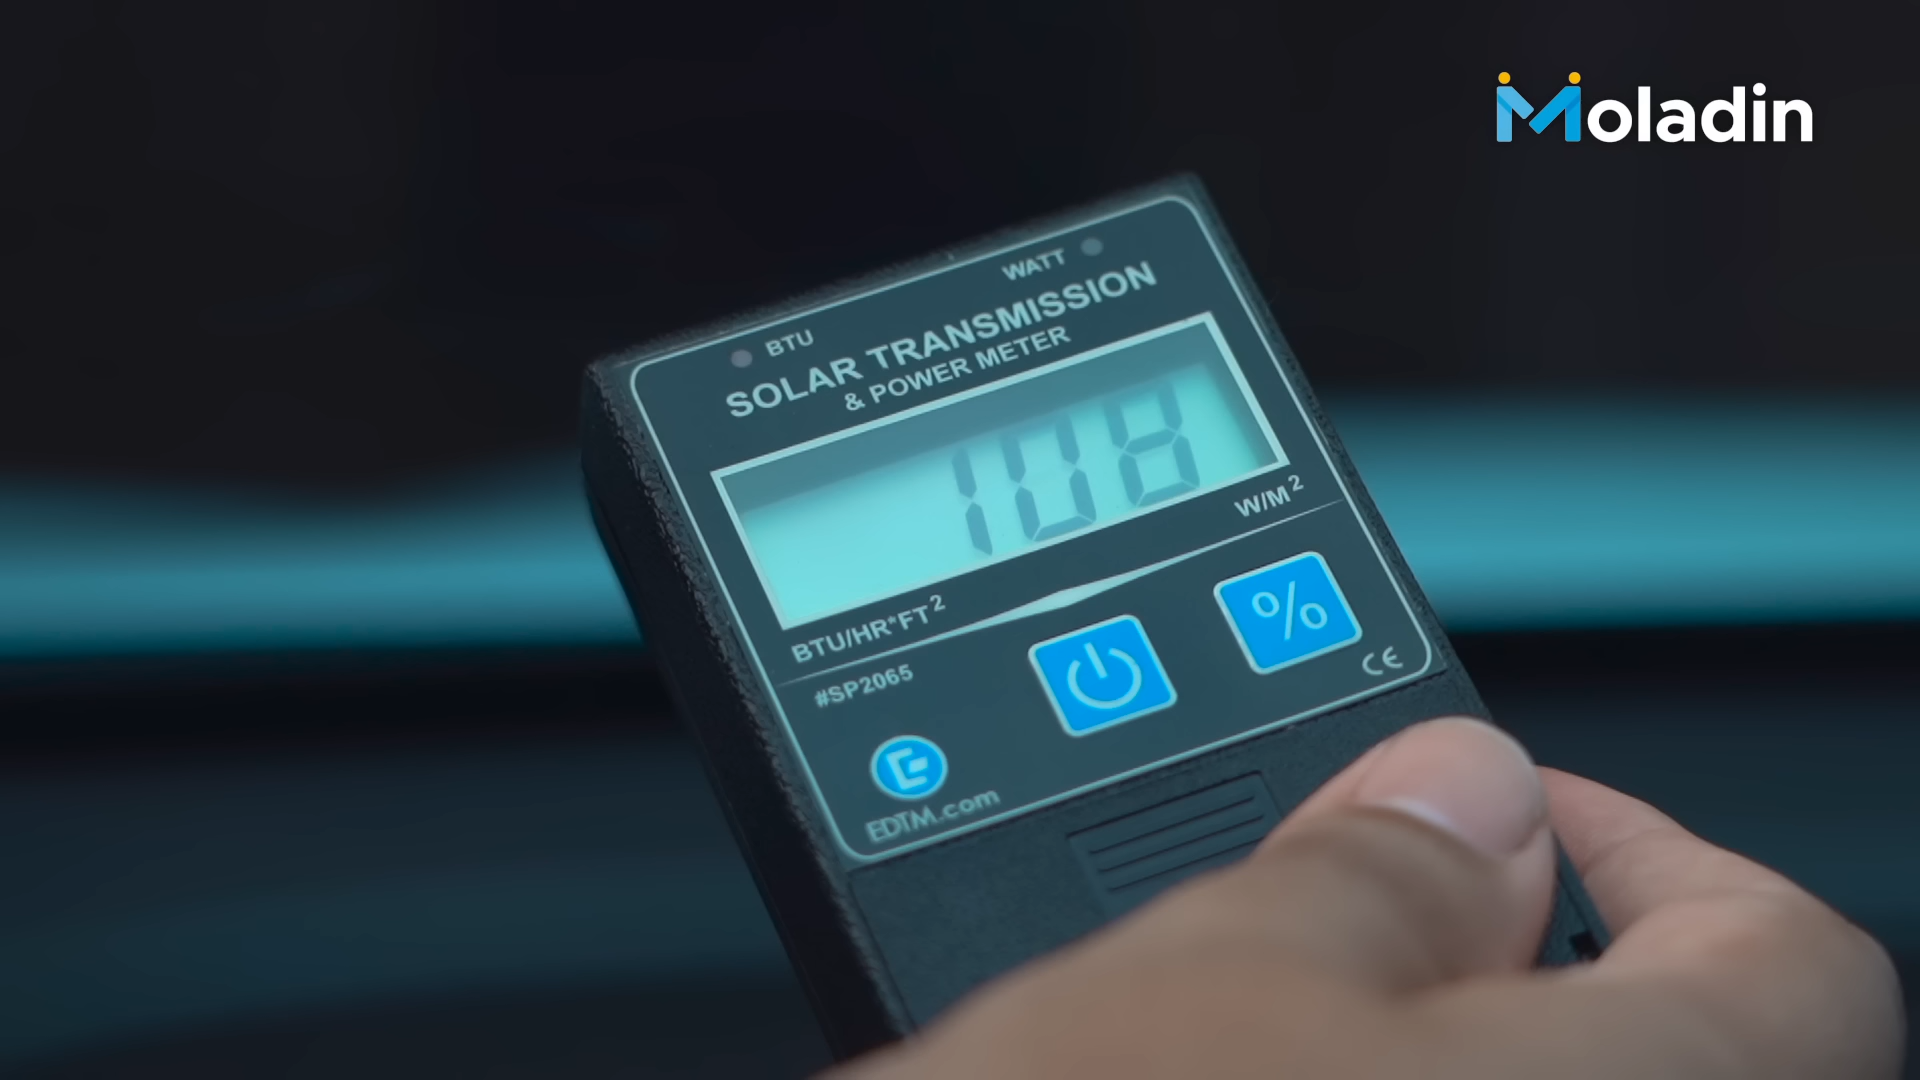 Moladin
WATT
BTU
SOLAR TRANSMISSION
& POWER METER
108
W/M²
BTU/HR*FT²
%
#SP2065
CE
EDTM.com